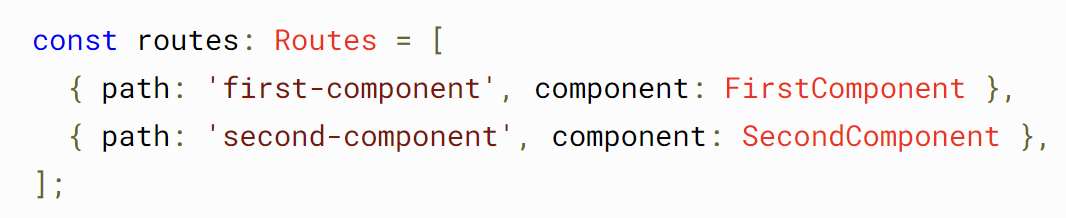 const routes: Routes = [
  { path: 'first-component', component: FirstComponent },
  { path: 'second-component', component: SecondComponent },
];